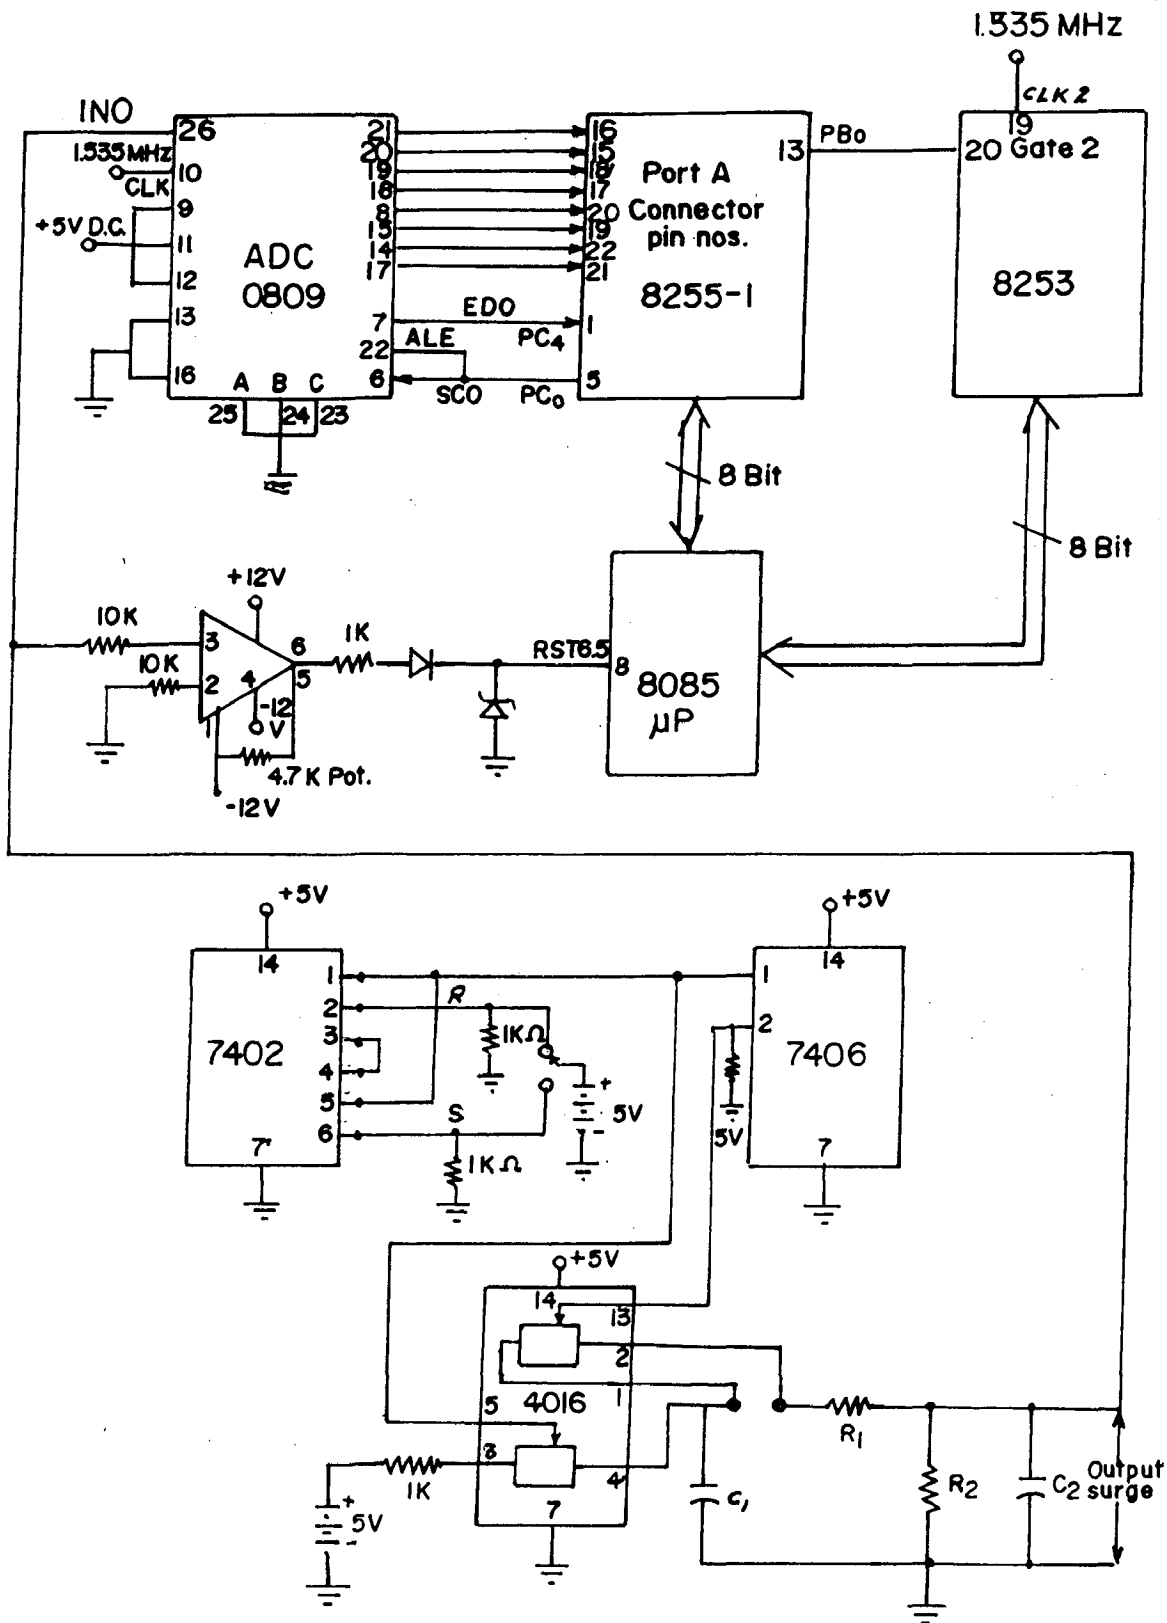 1.535 MHz
CLK 2
19
20 Gate 2
8253
INO
26
1.535 MHz
10
CLK
9
+5V D.C.
11
12
13
16
ADC
0809
A B C
25 24 23
21
20
19
18
8
15
14
17
7
22
6
EDO
ALE
SCO
PC4
PC0
16
15
18
17
20
19
22
21
1
5
Port A
Connector
pin nos.
8255-1
13
PB0
8 Bit
8 Bit
+12V
10K
3
10K
2
4
6
5
1
-12
V
4.7K Pot.
-12V
1K
RST6.5
8
8085
μP
+5V
14
7402
1
2
3
4
5
6
7
R
1KΩ
S
1KΩ
+
5V
-
+5V
14
1
2
7406
5V
7
+5V
14
13
2
1
5
4016
3
4
7
1K
+
5V
-
C1
R1
R2
C2
Output
surge